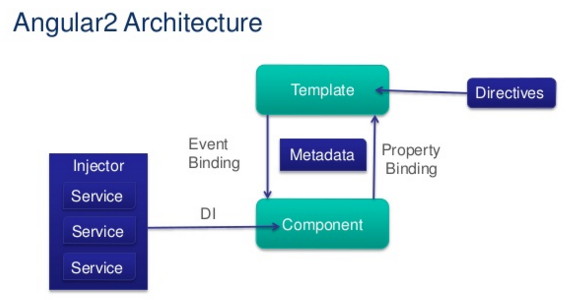 Angular2 Architecture
Template
Directives
Event
Binding
Metadata
Property
Binding
Injector
Service
Service
Service
DI
Component